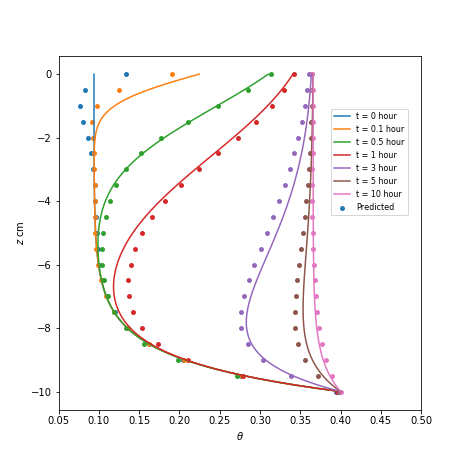 0
−2
−4
−6
−8
−10
z cm
0.05
0.10
0.15
0.20
0.25
0.30
0.35
0.40
0.45
0.50
θ
t = 0 hour
t = 0.1 hour
t = 0.5 hour
t = 1 hour
t = 3 hour
t = 5 hour
t = 10 hour
Predicted